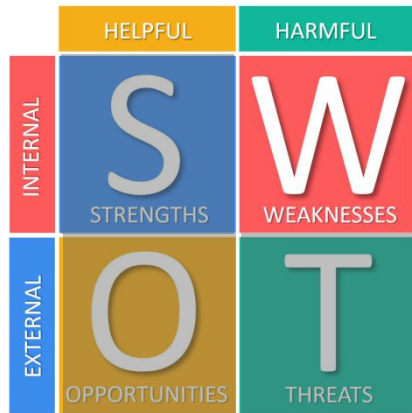 HELPFUL
HARMFUL
INTERNAL
S
STRENGTHS
W
WEAKNESSES
EXTERNAL
O
OPPORTUNITIES
T
THREATS